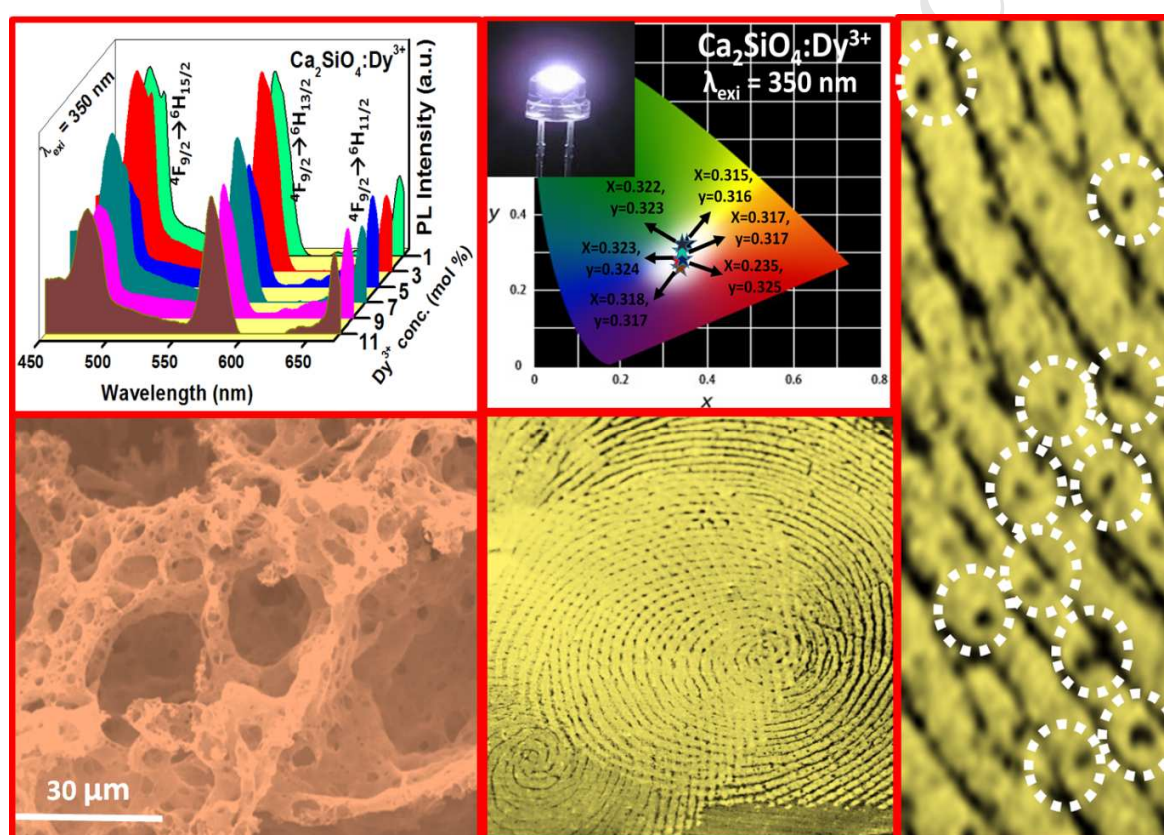 Ca₂SiO₄:Dy³⁺
λ_exi = 350 nm
⁴F₉/₂→⁶H₁₅/₂
⁴F₉/₂→⁶H₁₃/₂
⁴F₉/₂→⁶H₁₁/₂
PL Intensity (a.u.)
1
3
5
7
9
11
Dy³⁺ conc. (mol %)
450
500
550
600
650
Wavelength (nm)
Ca₂SiO₄:Dy³⁺
λ_exi = 350 nm
X=0.322,
y=0.323
X=0.315,
y=0.316
X=0.317,
y=0.317
X=0.323,
y=0.324
X=0.235,
y=0.325
X=0.318,
y=0.317
y
0.4
0.2
0
0
0.2
0.4
0.6
0.8
x
30 µm